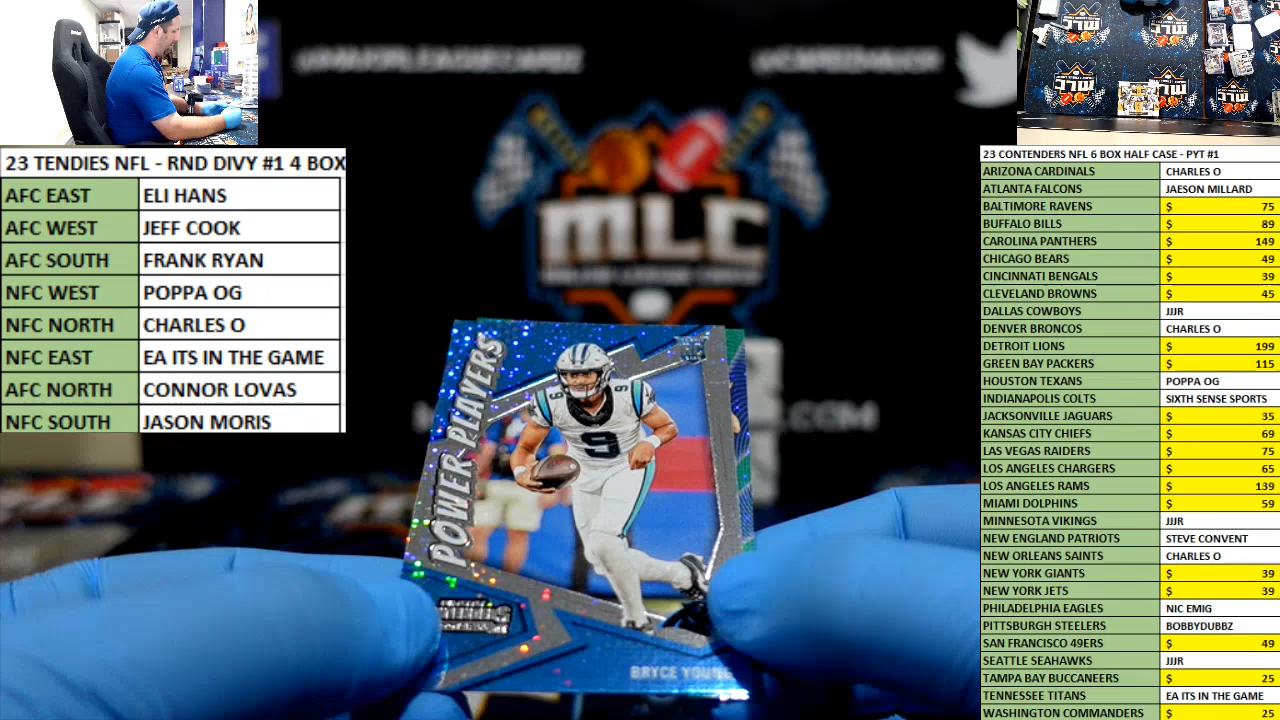 23 TENDIES NFL - RND DIVY #1 4 BOX
AFC EAST ELI HANS
AFC WEST JEFF COOK
AFC SOUTH FRANK RYAN
NFC WEST POPPA OG
NFC NORTH CHARLES O
NFC EAST EA ITS IN THE GAME
AFC NORTH CONNOR LOVAS
NFC SOUTH JASON MORIS
MLC
POWER PLAYERS
9
9
9
BRYCE YOUNG
23 CONTENDERS NFL 6 BOX HALF CASE - PYT #1
ARIZONA CARDINALS CHARLES O
ATLANTA FALCONS JAESON MILLARD
BALTIMORE RAVENS $ 75
BUFFALO BILLS $ 89
CAROLINA PANTHERS $ 149
CHICAGO BEARS $ 49
CINCINNATI BENGALS $ 39
CLEVELAND BROWNS $ 45
DALLAS COWBOYS JJJR
DENVER BRONCOS CHARLES O
DETROIT LIONS $ 199
GREEN BAY PACKERS $ 115
HOUSTON TEXANS POPPA OG
INDIANAPOLIS COLTS SIXTH SENSE SPORTS
JACKSONVILLE JAGUARS $ 35
KANSAS CITY CHIEFS $ 69
LAS VEGAS RAIDERS $ 75
LOS ANGELES CHARGERS $ 65
LOS ANGELES RAMS $ 139
MIAMI DOLPHINS $ 59
MINNESOTA VIKINGS JJJR
NEW ENGLAND PATRIOTS STEVE CONVENT
NEW ORLEANS SAINTS CHARLES O
NEW YORK GIANTS $ 39
NEW YORK JETS $ 39
PHILADELPHIA EAGLES NIC EMIG
PITTSBURGH STEELERS BOBBYDUBBZ
SAN FRANCISCO 49ERS $ 49
SEATTLE SEAHAWKS JJJR
TAMPA BAY BUCCANEERS $ 25
TENNESSEE TITANS EA ITS IN THE GAME
WASHINGTON COMMANDERS $ 25